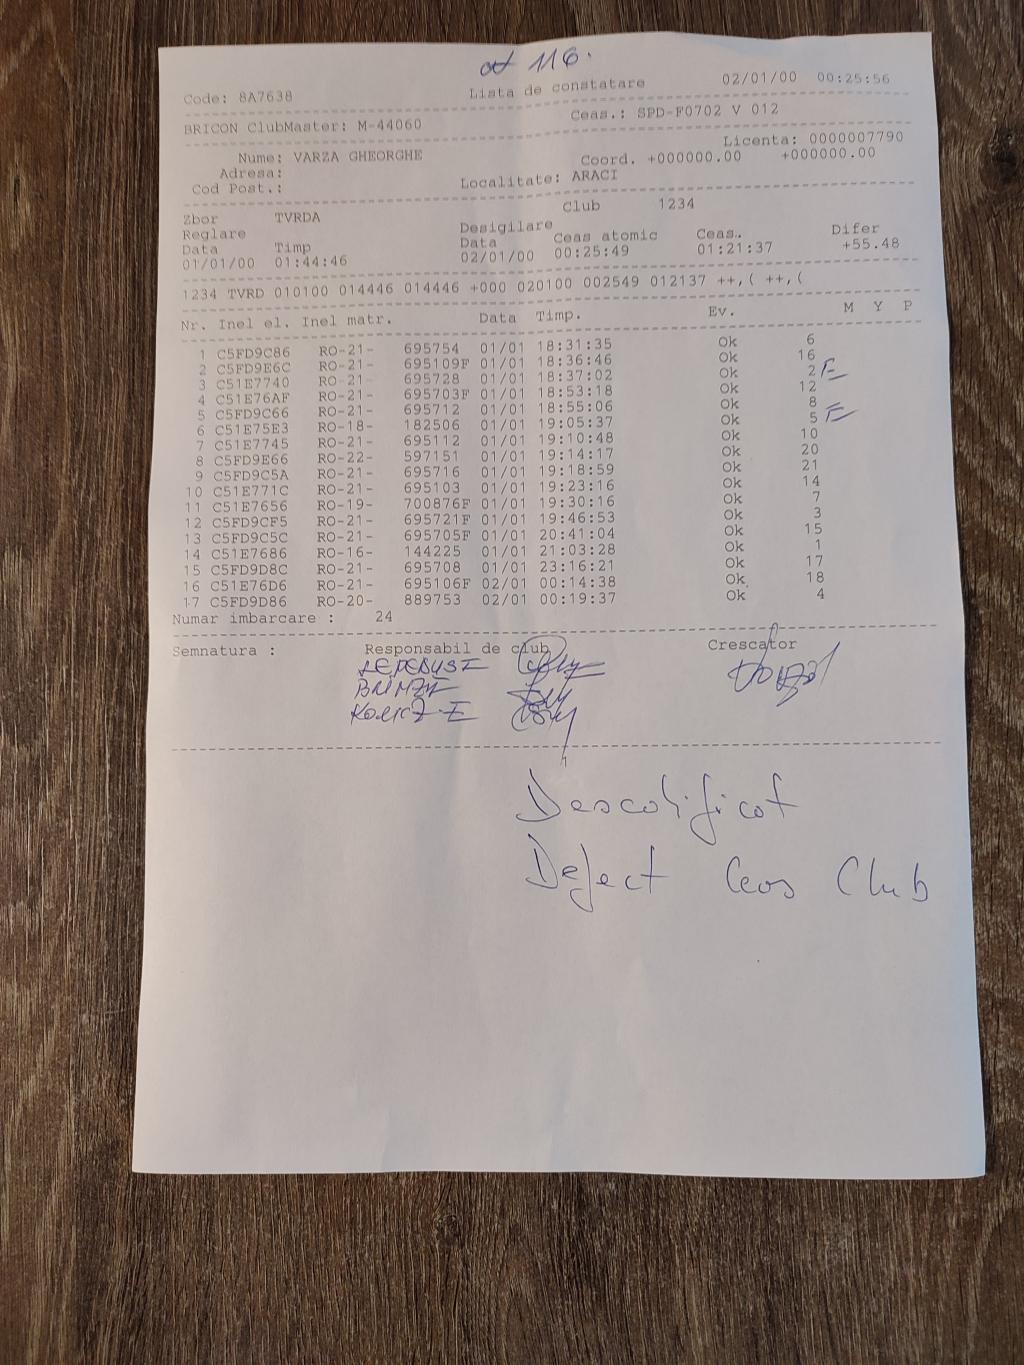 116.
Code: 8A7638 Lista de constatare 02/01/00 00:25:56
BRICON ClubMaster: M-44060 Ceas.: SPD-F0702 V 012
Licenta: 0000007790
Nume: VARZA GHEORGHE Coord. +000000.00 +000000.00
Adresa:
Cod Post.: Localitate: ARACI
Club 1234
Zbor TVRDA
Reglare Desigilare
Data Timp Data Ceas atomic Ceas.. Difer
01/01/00 01:44:46 02/01/00 00:25:49 01:21:37 +55.48
1234 TVRD 010100 014446 014446 +000 020100 002549 012137 ++,( ++,(
Nr. Inel el. Inel matr. Data Timp. Ev. M Y P
1 C5FD9C86 RO-21- 695754 01/01 18:31:35 Ok 6
2 C5FD9E6C RO-21- 695109F 01/01 18:36:46 Ok 16
3 C51E7740 RO-21- 695728 01/01 18:37:02 Ok 2 F
4 C51E76AF RO-21- 695703F 01/01 18:53:18 Ok 12
5 C5FD9C66 RO-21- 695712 01/01 18:55:06 Ok 8
6 C51E75E3 RO-18- 182506 01/01 19:05:37 Ok 5 F
7 C51E7745 RO-21- 695112 01/01 19:10:48 Ok 10
8 C5FD9E66 RO-22- 597151 01/01 19:14:17 Ok 20
9 C5FD9C5A RO-21- 695716 01/01 19:18:59 Ok 21
10 C51E771C RO-21- 695103 01/01 19:23:16 Ok 14
11 C51E7656 RO-19- 700876F 01/01 19:30:16 Ok 7
12 C5FD9CF5 RO-21- 695721F 01/01 19:46:53 Ok 3
13 C5FD9C5C RO-21- 695705F 01/01 20:41:04 Ok 15
14 C51E7686 RO-16- 144225 01/01 21:03:28 Ok 1
15 C5FD9D8C RO-21- 695708 01/01 23:16:21 Ok 17
16 C51E76D6 RO-21- 695106F 02/01 00:14:38 Ok 18
17 C5FD9D86 RO-20- 889753 02/01 00:19:37 Ok 4
Numar imbarcare : 24
Semnatura : Responsabil de club Crescator
Descalificat
Defect Ceas Club